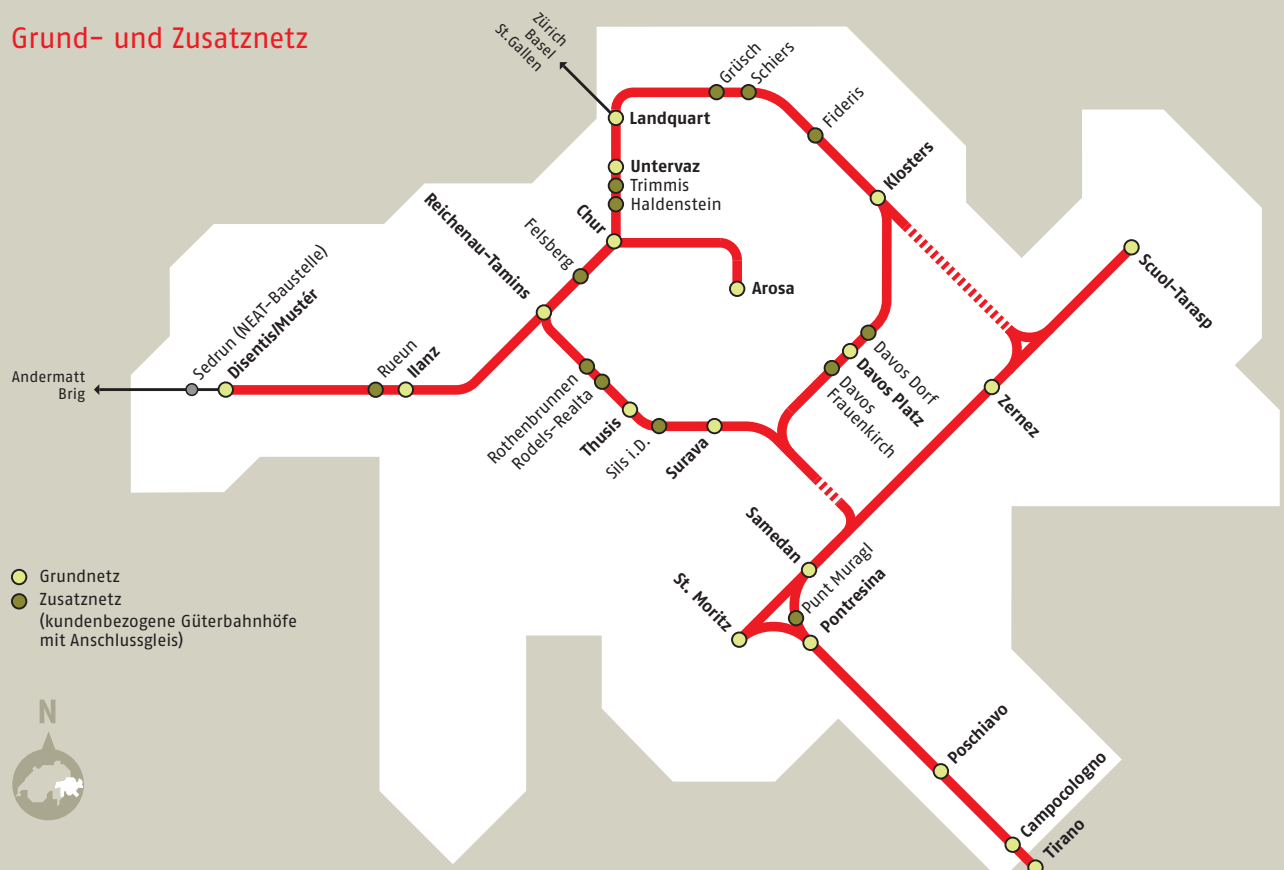 Grund- und Zusatznetz
Zürich
Basel
St.Gallen
Grüsch
Schiers
Fideris
Landquart
Klosters
Untervaz
Trimmis
Haldenstein
Chur
Reichenau-Tamins
Felsberg
Arosa
Scuol-Tarasp
Sedrun (NEAT-Baustelle)
Disentis/Mustér
Rueun
Ilanz
Andermatt
Brig
Davos Dorf
Davos Platz
Davos
Frauenkirch
Zernez
Rothenbrunnen
Rodels-Realta
Thusis
Sils i.D.
Surava
Samedan
Punt Muragl
St. Moritz
Pontresina
Grundnetz
Zusatznetz
(kundenbezogene Güterbahnhöfe
mit Anschlussgleis)
N
Poschiavo
Campocologno
Tirano